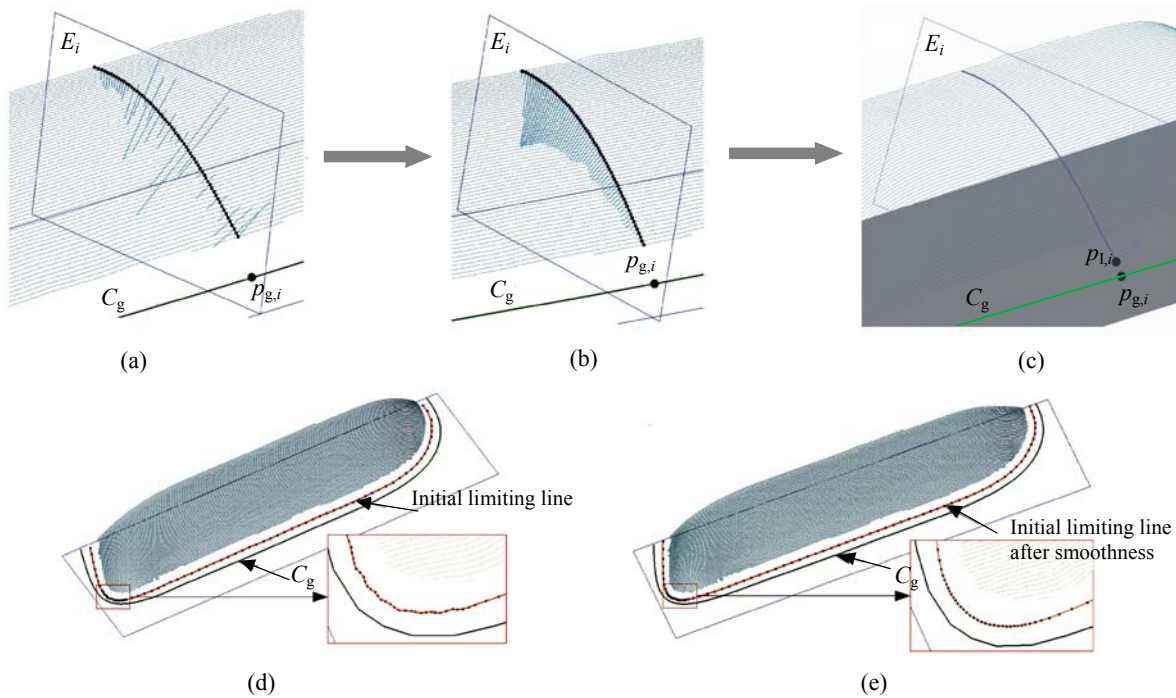 E_i
p_g,i
C_g
(a)
E_i
p_g,i
C_g
(b)
E_i
p_I,i
C_g
p_g,i
(c)
Initial limiting line
C_g
(d)
Initial limiting line
after smoothness
C_g
(e)